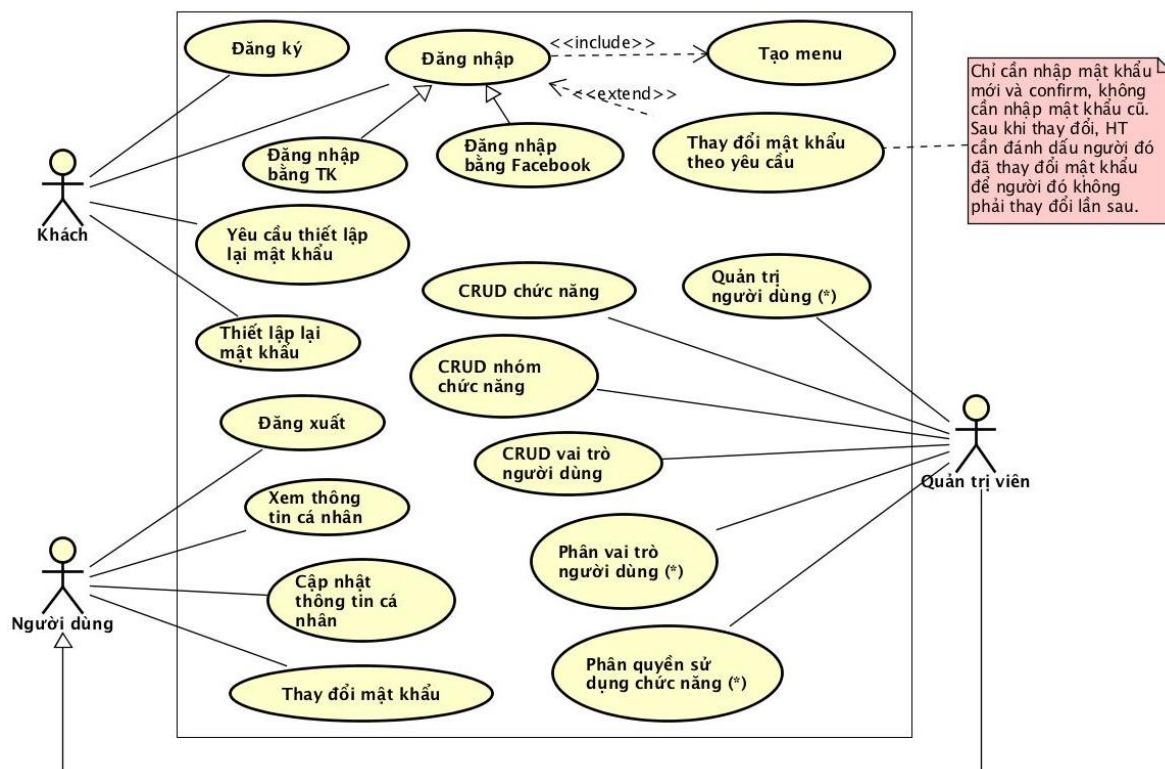 Đăng ký
Đăng nhập
<<include>>
Tạo menu
<<extend>>
Đăng nhập
bằng TK
Đăng nhập
bằng Facebook
Thay đổi mật khẩu
theo yêu cầu
Chỉ cần nhập mật khẩu
mới và confirm, không
cần nhập mật khẩu cũ.
Sau khi thay đổi, HT
cần đánh dấu người đó
đã thay đổi mật khẩu
để người đó không
phải thay đổi lần sau.
Khách
Yêu cầu thiết lập
lại mật khẩu
CRUD chức năng
Quản trị
người dùng (*)
Thiết lập lại
mật khẩu
CRUD nhóm
chức năng
Đăng xuất
CRUD vai trò
người dùng
Quản trị viên
Xem thông
tin cá nhân
Phân vai trò
người dùng (*)
Cập nhật
thông tin cá
nhân
Người dùng
Phân quyền sử
dụng chức năng (*)
Thay đổi mật khẩu